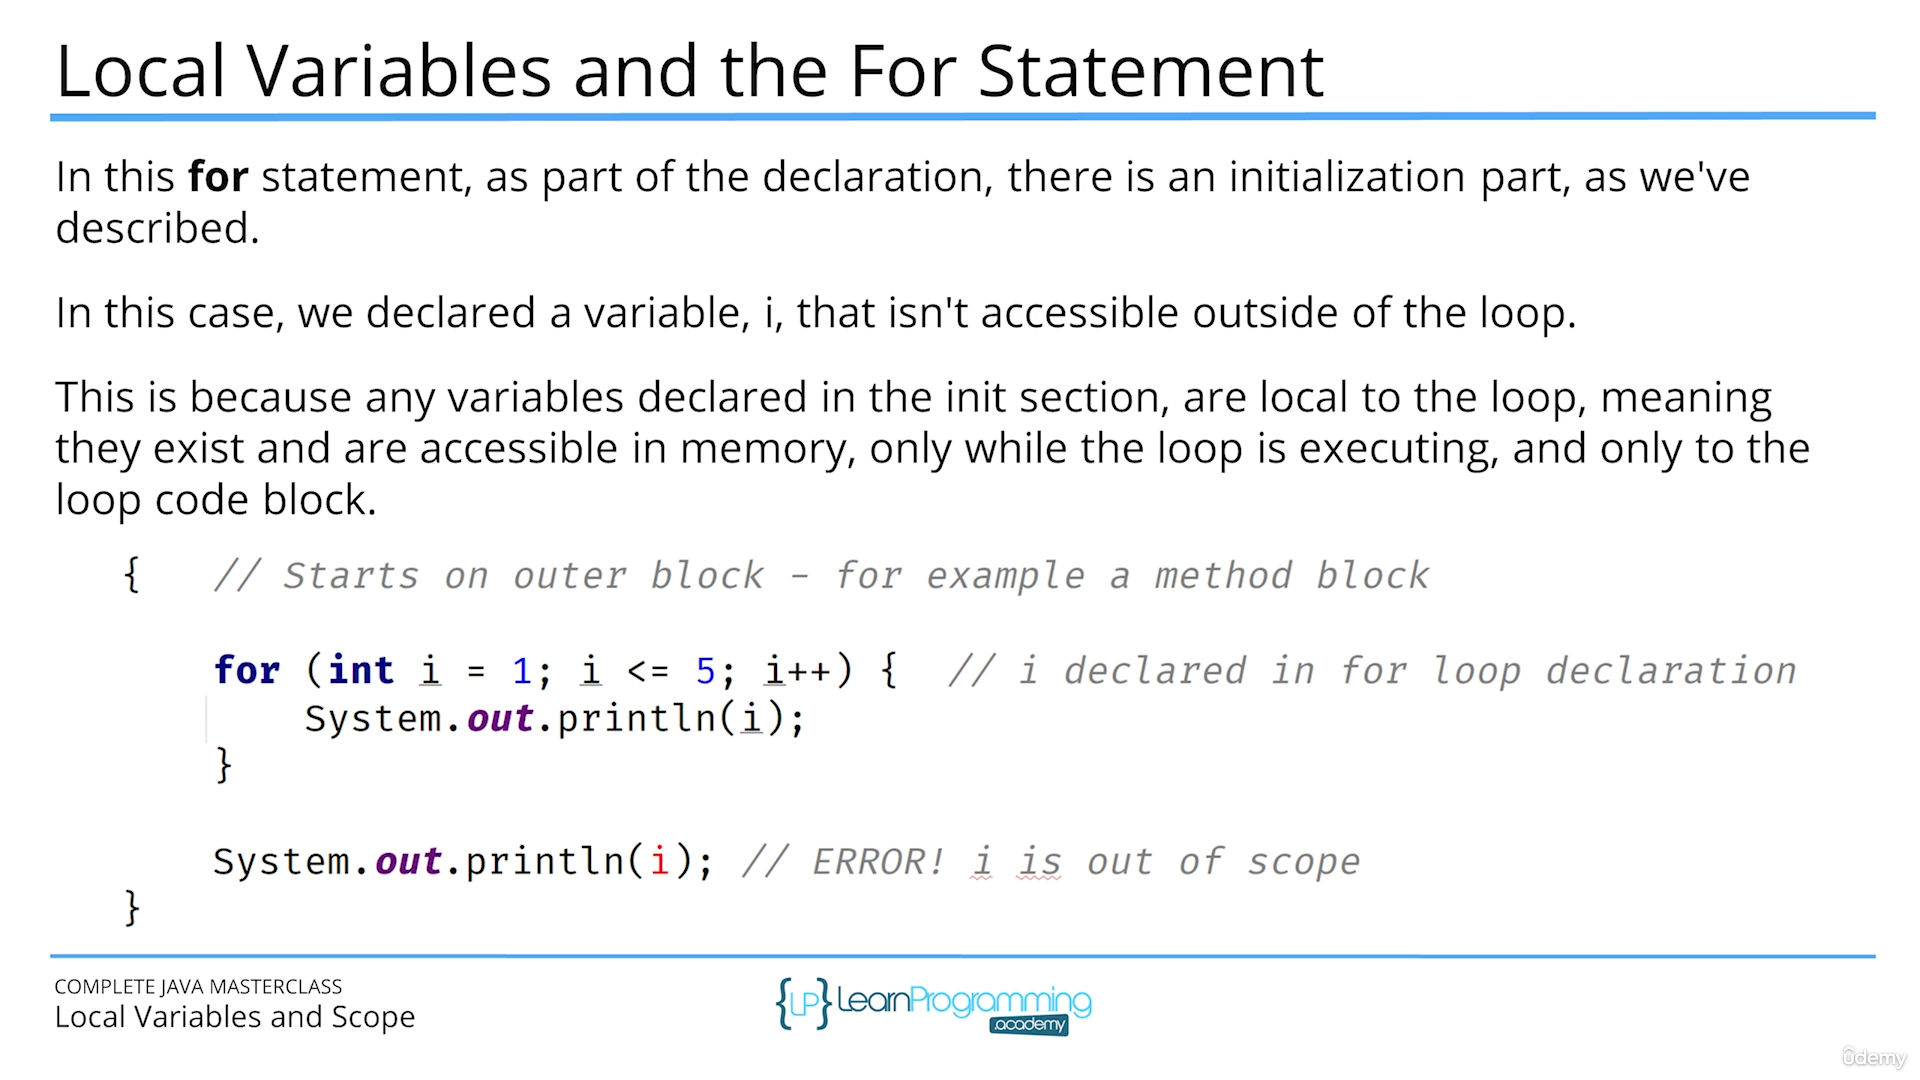 Local Variables and the For Statement
In this for statement, as part of the declaration, there is an initialization part, as we've
described.
In this case, we declared a variable, i, that isn't accessible outside of the loop.
This is because any variables declared in the init section, are local to the loop, meaning
they exist and are accessible in memory, only while the loop is executing, and only to the
loop code block.
{ // Starts on outer block – for example a method block
for (int i = 1; i <= 5; i++) { // i declared in for loop declaration
System.out.println(i);
}
System.out.println(i); // ERROR! i is out of scope
}
COMPLETE JAVA MASTERCLASS
Local Variables and Scope
{LP} LearnProgramming
.academy
ûdemy